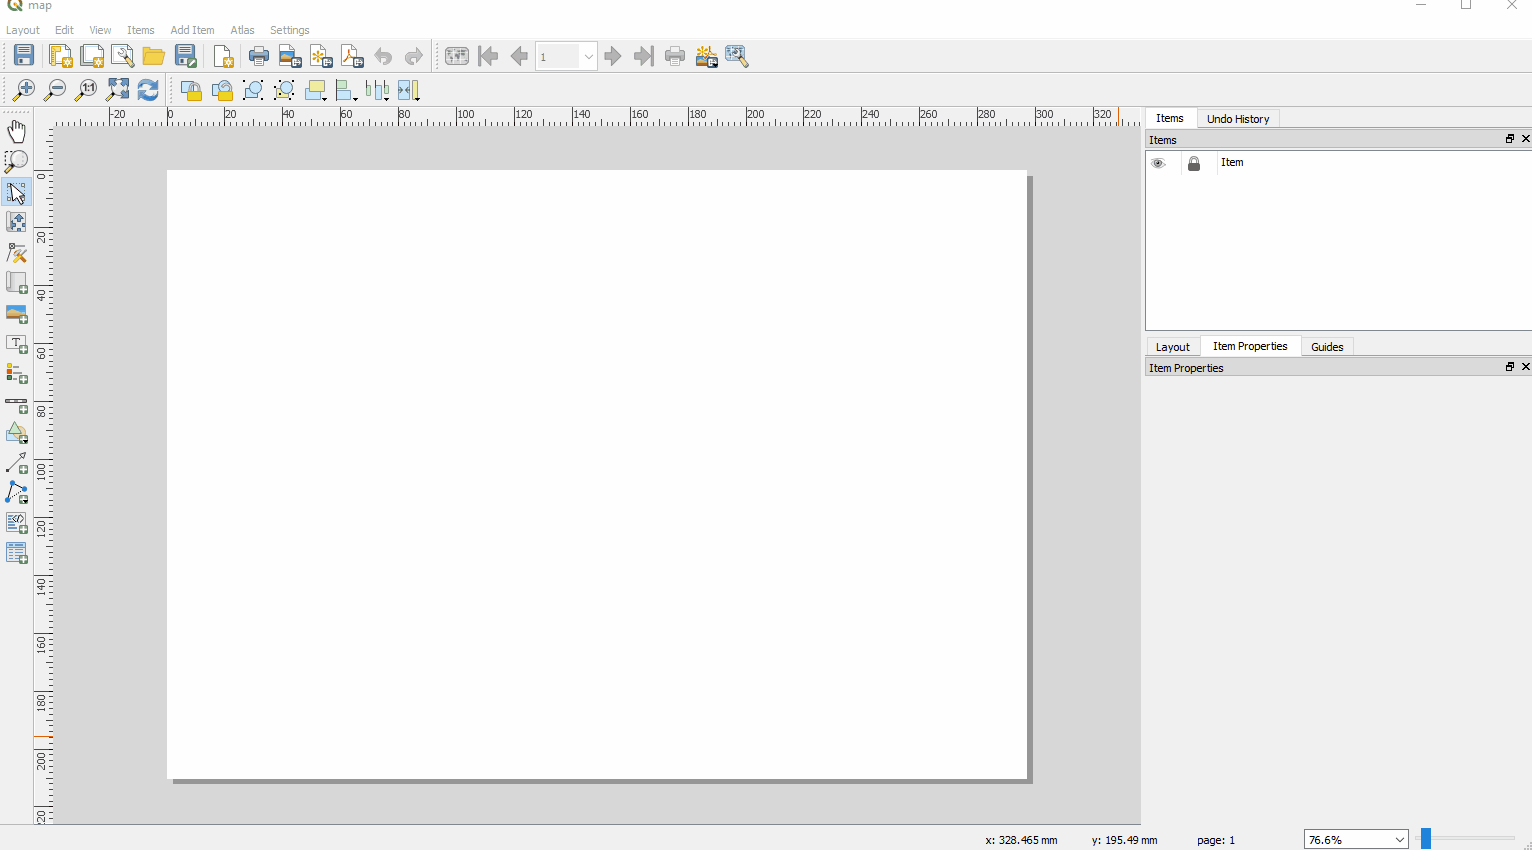 map
Layout Edit View Items Add Item Atlas Settings
1
1:1
-20 0 20 40 60 80 100 120 140 160 180 200 220 240 260 280 300 320
0
20
40
60
80
100
120
140
160
180
200
220
T
Items Undo History
Items
Item
Layout Item Properties Guides
Item Properties
x: 328.465 mm y: 195.49 mm page: 1 76.6%